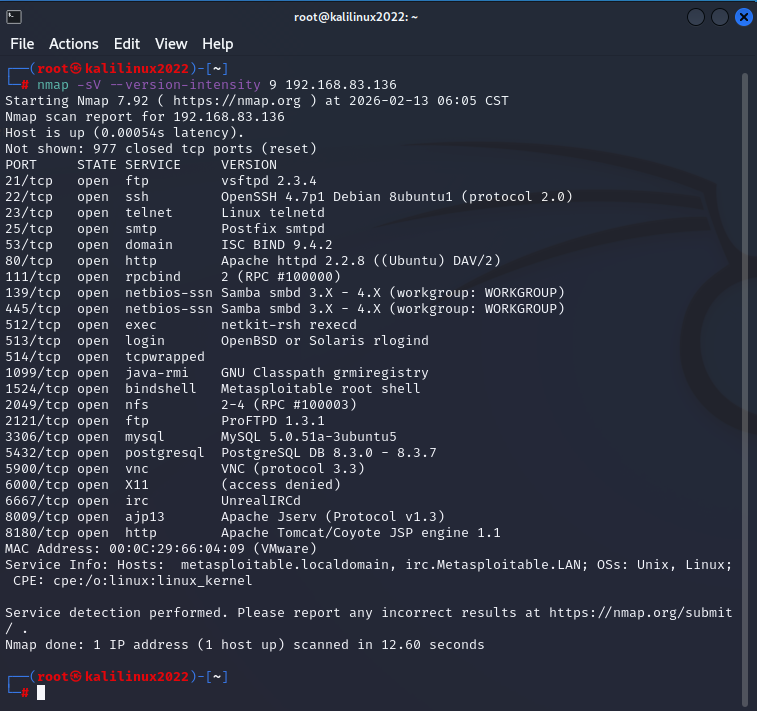 root@kalilinux2022: ~
File Actions Edit View Help
┌──(root㉿kalilinux2022)-[~]
└─# nmap -sV --version-intensity 9 192.168.83.136
Starting Nmap 7.92 ( https://nmap.org ) at 2026-02-13 06:05 CST
Nmap scan report for 192.168.83.136
Host is up (0.00054s latency).
Not shown: 977 closed tcp ports (reset)
PORT     STATE SERVICE     VERSION
21/tcp   open  ftp         vsftpd 2.3.4
22/tcp   open  ssh         OpenSSH 4.7p1 Debian 8ubuntu1 (protocol 2.0)
23/tcp   open  telnet      Linux telnetd
25/tcp   open  smtp        Postfix smtpd
53/tcp   open  domain      ISC BIND 9.4.2
80/tcp   open  http        Apache httpd 2.2.8 ((Ubuntu) DAV/2)
111/tcp  open  rpcbind     2 (RPC #100000)
139/tcp  open  netbios-ssn Samba smbd 3.X - 4.X (workgroup: WORKGROUP)
445/tcp  open  netbios-ssn Samba smbd 3.X - 4.X (workgroup: WORKGROUP)
512/tcp  open  exec        netkit-rsh rexecd
513/tcp  open  login       OpenBSD or Solaris rlogind
514/tcp  open  tcpwrapped
1099/tcp open  java-rmi    GNU Classpath grmiregistry
1524/tcp open  bindshell   Metasploitable root shell
2049/tcp open  nfs         2-4 (RPC #100003)
2121/tcp open  ftp         ProFTPD 1.3.1
3306/tcp open  mysql       MySQL 5.0.51a-3ubuntu5
5432/tcp open  postgresql  PostgreSQL DB 8.3.0 - 8.3.7
5900/tcp open  vnc         VNC (protocol 3.3)
6000/tcp open  X11         (access denied)
6667/tcp open  irc         UnrealIRCd
8009/tcp open  ajp13       Apache Jserv (Protocol v1.3)
8180/tcp open  http        Apache Tomcat/Coyote JSP engine 1.1
MAC Address: 00:0C:29:66:04:09 (VMware)
Service Info: Hosts:  metasploitable.localdomain, irc.Metasploitable.LAN; OSs: Unix, Linux;
 CPE: cpe:/o:linux:linux_kernel

Service detection performed. Please report any incorrect results at https://nmap.org/submit
/ .
Nmap done: 1 IP address (1 host up) scanned in 12.60 seconds

┌──(root㉿kalilinux2022)-[~]
└─#